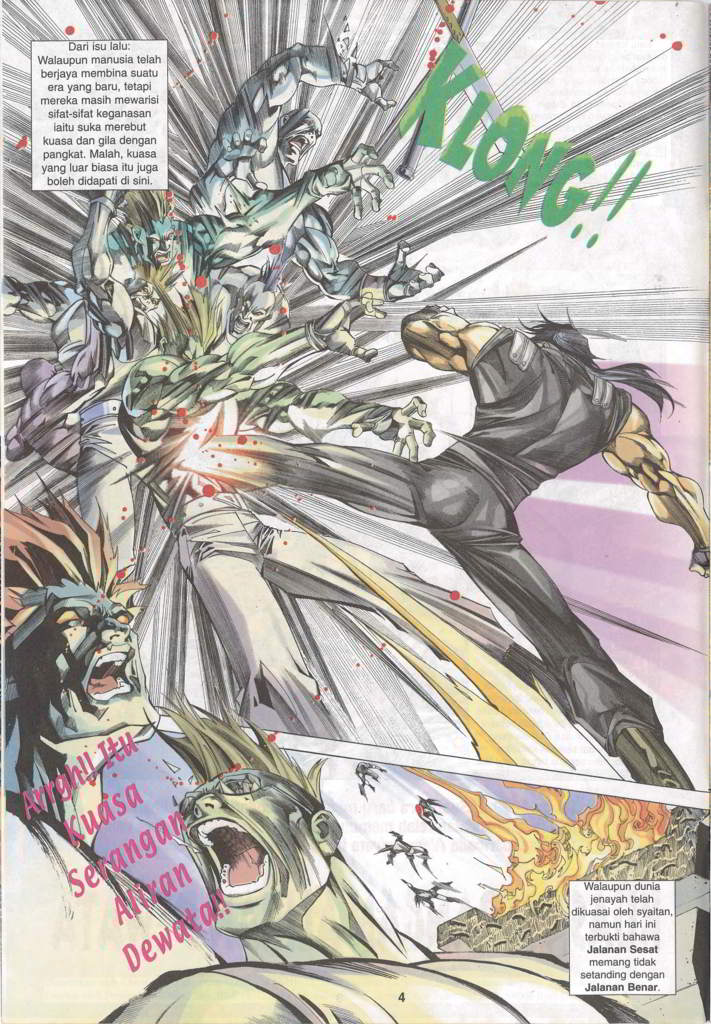 Dari isu lalu:
Walaupun manusia telah
berjaya membina suatu
era yang baru, tetapi
mereka masih mewarisi
sifat-sifat keganasan
iaitu suka merebut
kuasa dan gila dengan
pangkat. Malah, kuasa
yang luar biasa itu juga
boleh didapati di sini.
KLONG!!
Arrgh!! Itu
Kuasa
Serangan
Aliran
Dewata!!
Walaupun dunia
jenayah telah
dikuasai oleh syaitan,
namun hari ini
terbukti bahawa
Jalanan Sesat
memang tidak
setanding dengan
Jalanan Benar.
4